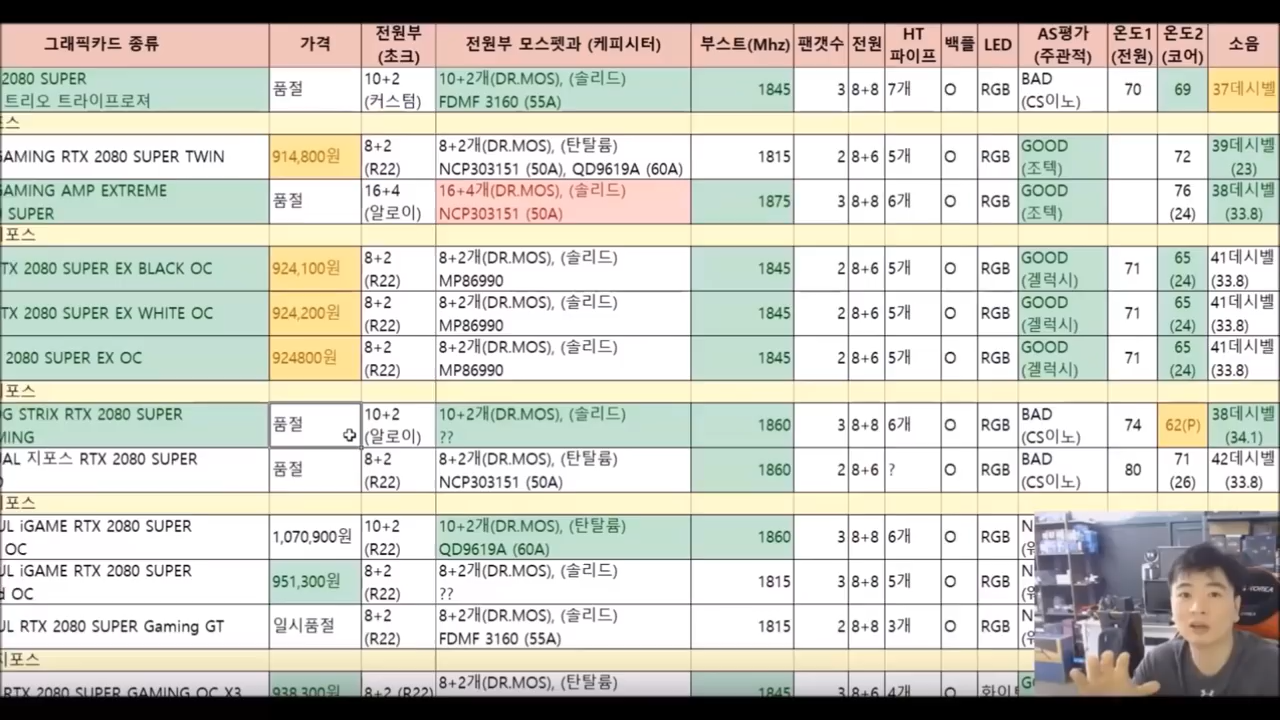 그래픽카드 종류 가격 전원부 (초크) 전원부 모스펫과 (케피시터) 부스트(Mhz) 팬갯수 전원 HT 파이프 백플 LED AS평가 (주관적) 온도1 (전원) 온도2 (코어) 소음
2080 SUPER 트리오 트라이프로져 품절 10+2 (커스텀) 10+2개(DR.MOS), (솔리드) FDMF 3160 (55A) 1845 3 8+8 7개 O RGB BAD (CS이노) 70 69 37데시벨
포스
GAMING RTX 2080 SUPER TWIN 914,800원 8+2 (R22) 8+2개(DR.MOS), (탄탈륨) NCP303151 (50A), QD9619A (60A) 1815 2 8+6 5개 O RGB GOOD (조텍) 72 39데시벨 (23)
GAMING AMP EXTREME SUPER 품절 16+4 (알로이) 16+4개(DR.MOS), (솔리드) NCP303151 (50A) 1875 3 8+8 6개 O RGB GOOD (조텍) 76 (24) 38데시벨 (33.8)
지포스
TX 2080 SUPER EX BLACK OC 924,100원 8+2 (R22) 8+2개(DR.MOS), (솔리드) MP86990 1845 2 8+6 5개 O RGB GOOD (겔럭시) 71 65 (24) 41데시벨 (33.8)
TX 2080 SUPER EX WHITE OC 924,200원 8+2 (R22) 8+2개(DR.MOS), (솔리드) MP86990 1845 2 8+6 5개 O RGB GOOD (겔럭시) 71 65 (24) 41데시벨 (33.8)
2080 SUPER EX OC 924800원 8+2 (R22) 8+2개(DR.MOS), (솔리드) MP86990 1845 2 8+6 5개 O RGB GOOD (겔럭시) 71 65 (24) 41데시벨 (33.8)
지포스
OG STRIX RTX 2080 SUPER MING 품절 10+2 (알로이) 10+2개(DR.MOS), (솔리드) ?? 1860 3 8+8 6개 O RGB BAD (CS이노) 74 62(P) 38데시벨 (34.1)
UAL 지포스 RTX 2080 SUPER 품절 8+2 (R22) 8+2개(DR.MOS), (탄탈륨) NCP303151 (50A) 1860 2 8+6 ? O RGB BAD (CS이노) 80 71 (26) 42데시벨 (33.8)
지포스
UL iGAME RTX 2080 SUPER OC 1,070,900원 10+2 (R22) 10+2개(DR.MOS), (탄탈륨) QD9619A (60A) 1860 3 8+8 6개 O RGB N
UL iGAME RTX 2080 SUPER d OC 951,300원 8+2 (R22) 8+2개(DR.MOS), (솔리드) ?? 1815 3 8+8 5개 O RGB N
UL RTX 2080 SUPER Gaming GT 일시품절 8+2 (R22) 8+2개(DR.MOS), (솔리드) FDMF 3160 (55A) 1815 2 8+8 3개 O RGB N
지포스
RTX 2080 SUPER GAMING OC X3 938,300원 8+2 (R22) 8+2개(DR.MOS), (탄탈륨) 1845 3 8+6 4개 O 화이트